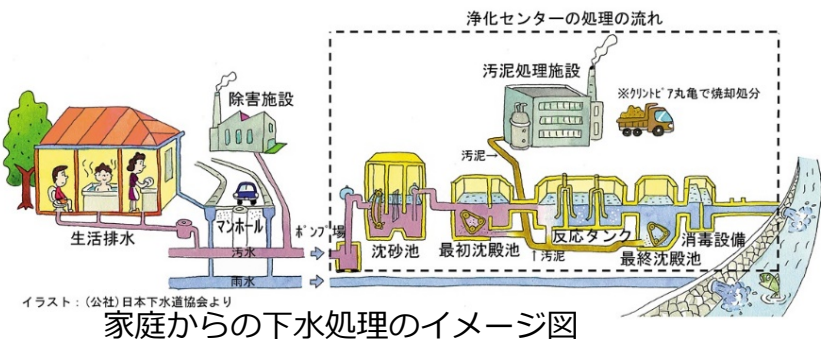 浄化センターの処理の流れ
汚泥処理施設
※ｸﾘﾝﾄﾋﾟｱ丸亀で焼却処分
除害施設
汚泥→
生活排水
マンホール
ﾎﾟﾝﾌﾟ場
沈砂池
最初沈殿池
反応タンク
消毒設備
↑汚泥
最終沈殿池
汚水
雨水
イラスト：(公社)日本下水道協会より
家庭からの下水処理のイメージ図